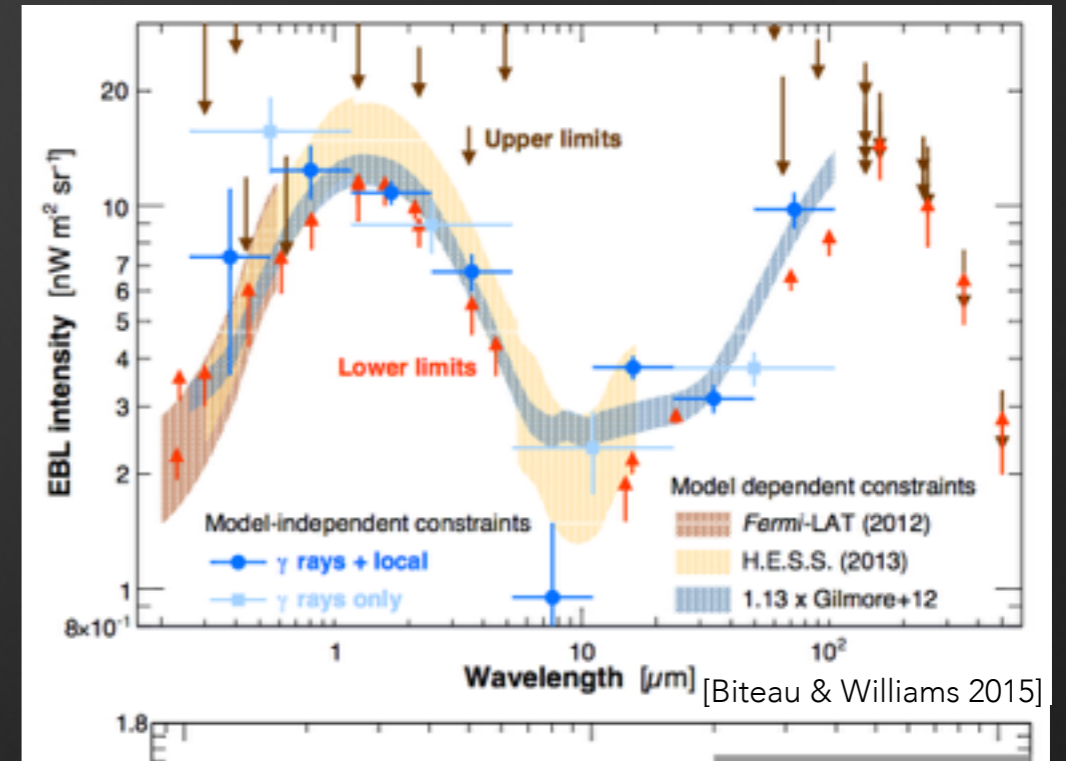 20
10
7
6
5
4
3
2
1
8×10⁻¹
EBL intensity [nW m² sr⁻¹]
Upper limits
Lower limits
Model-independent constraints
γ rays + local
γ rays only
Model dependent constraints
Fermi-LAT (2012)
H.E.S.S. (2013)
1.13 x Gilmore+12
1 10 10²
Wavelength [μm]
[Biteau & Williams 2015]
1.8